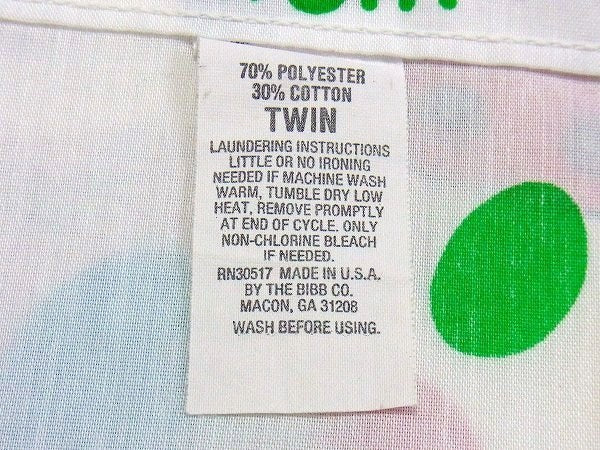 70% POLYESTER
30% COTTON
TWIN
LAUNDERING INSTRUCTIONS
LITTLE OR NO IRONING
NEEDED IF MACHINE WASH
WARM, TUMBLE DRY LOW
HEAT, REMOVE PROMPTLY
AT END OF CYCLE. ONLY
NON-CHLORINE BLEACH
IF NEEDED.
RN30517 MADE IN U.S.A.
BY THE BIBB CO.
MACON, GA 31208
WASH BEFORE USING.